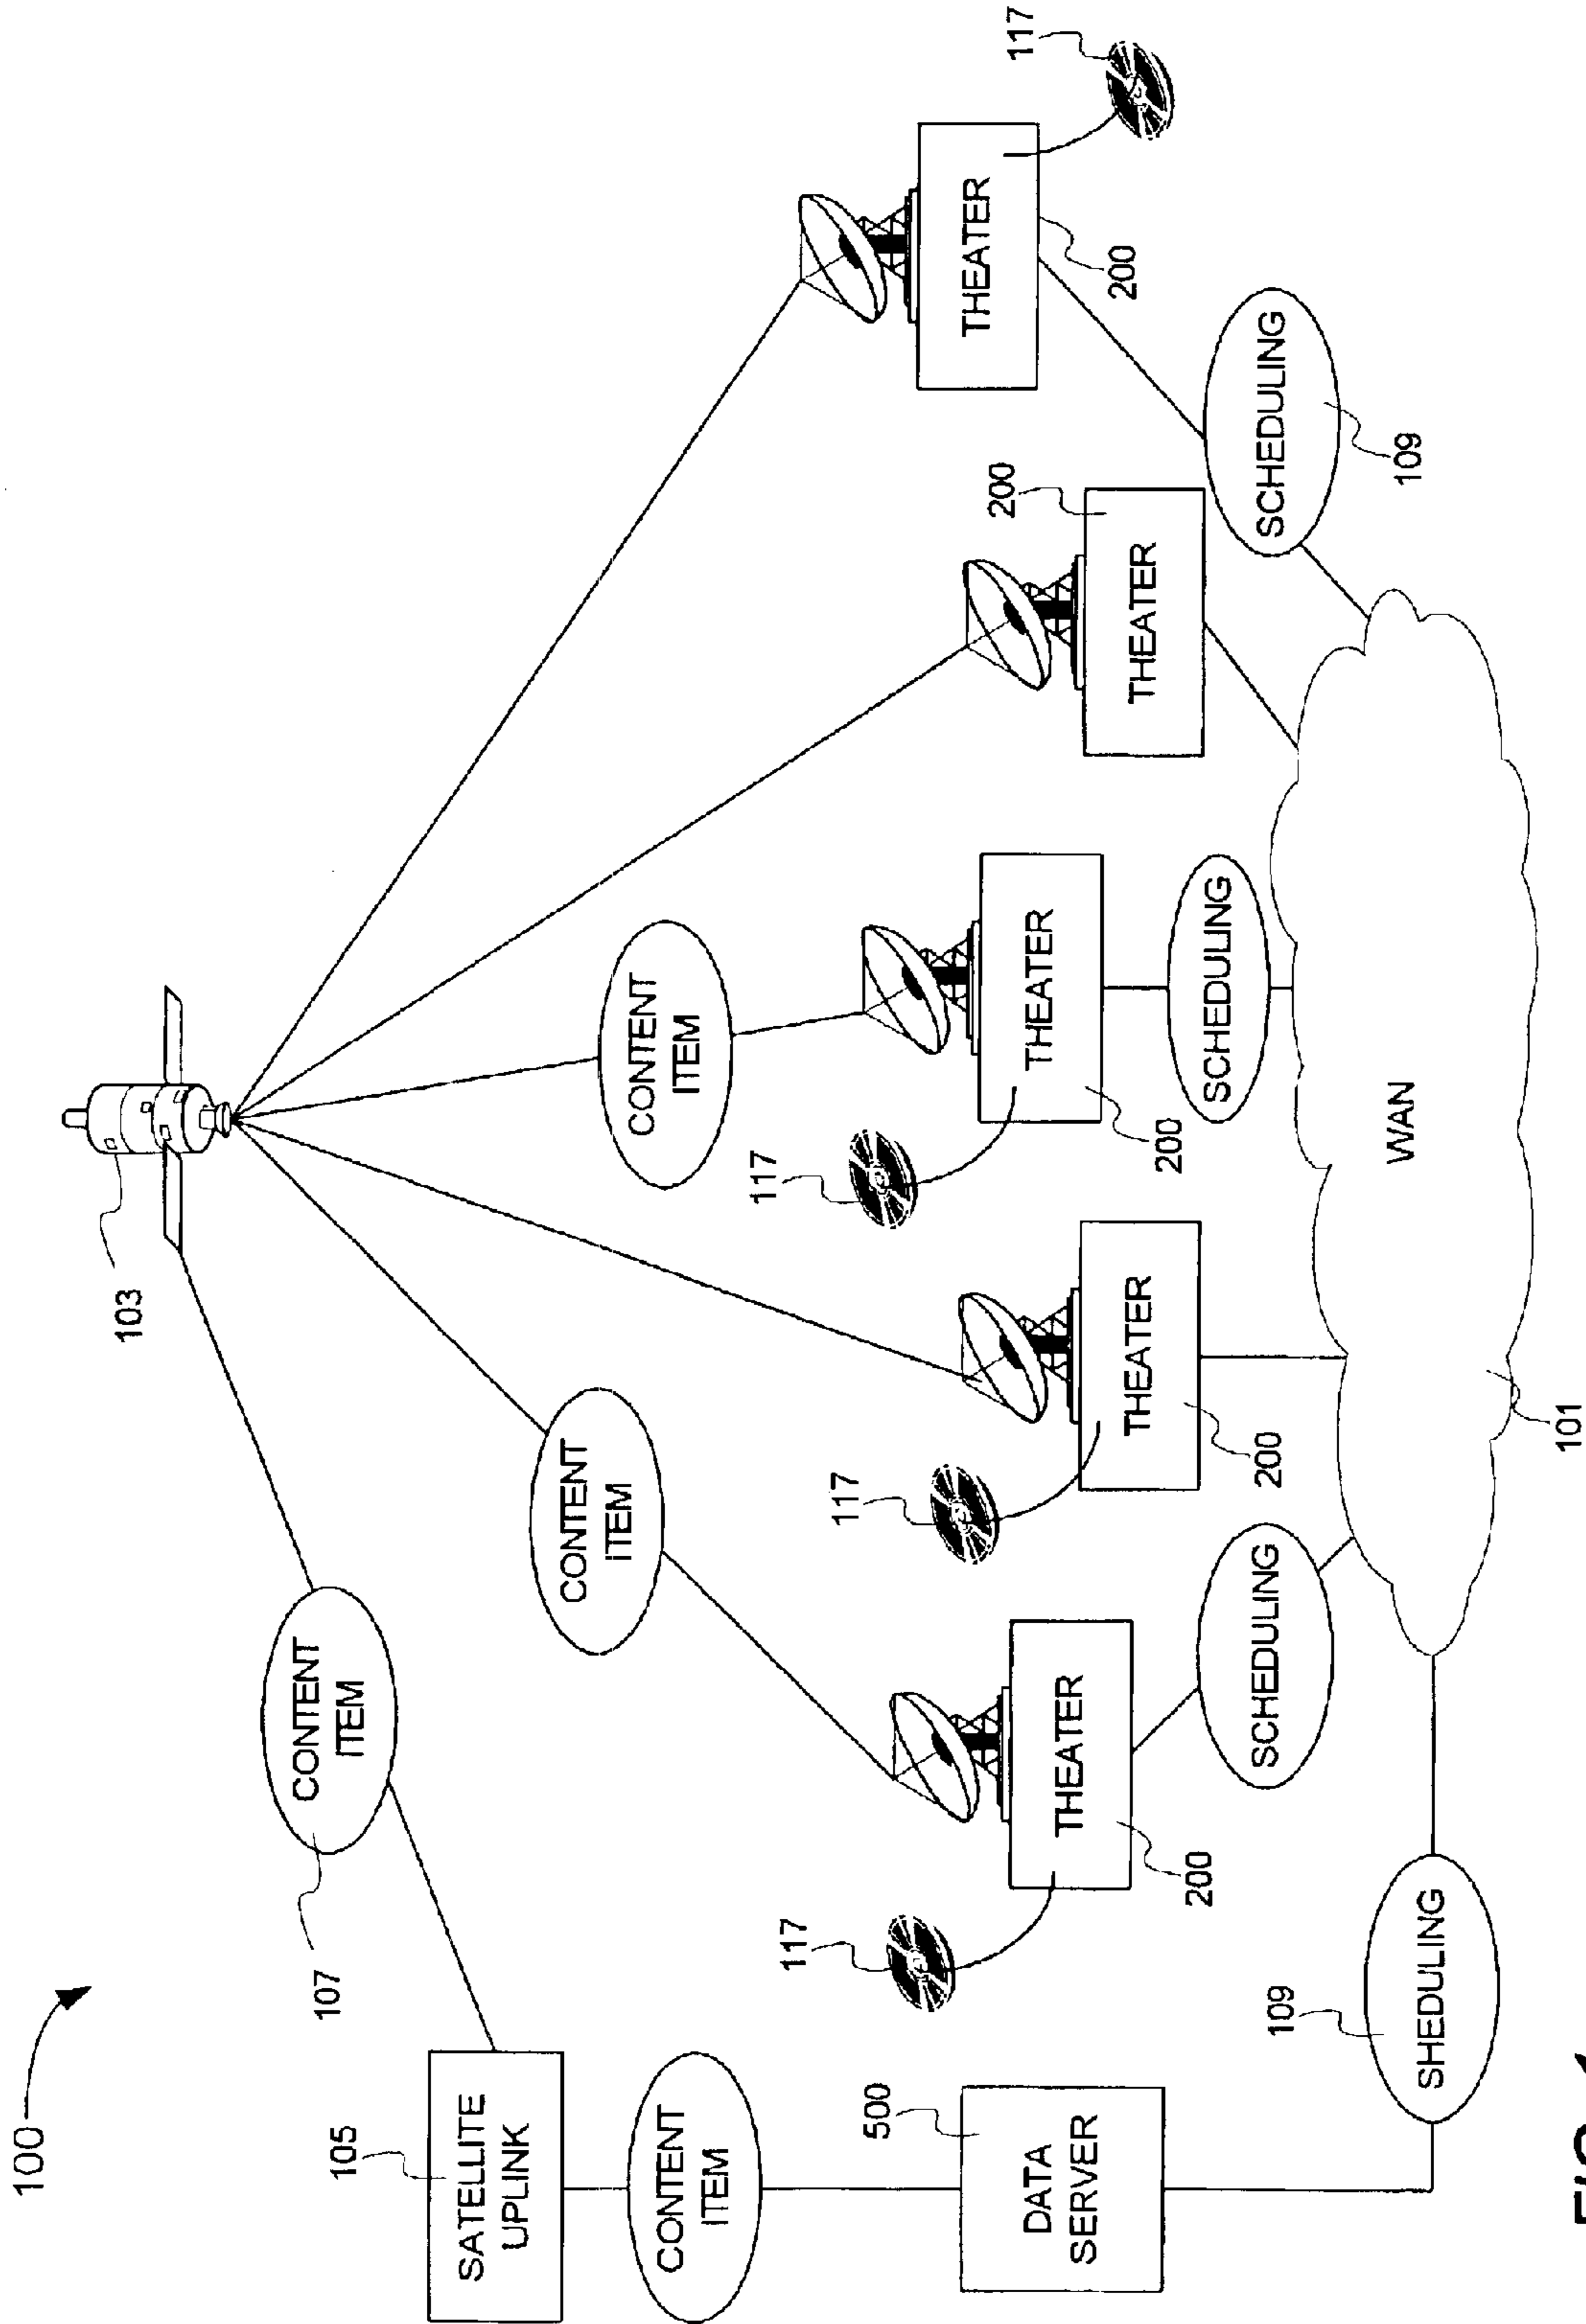 100
103
CONTENT
ITEM
107
SATELLITE
UPLINK
105
CONTENT
ITEM
CONTENT
ITEM
CONTENT
ITEM
DATA
SERVER
500
117
THEATER
200
117
THEATER
200
117
THEATER
200
THEATER
200
THEATER
200
117
SHEDULING
109
SCHEDULING
SCHEDULING
SCHEDULING
109
WAN
101